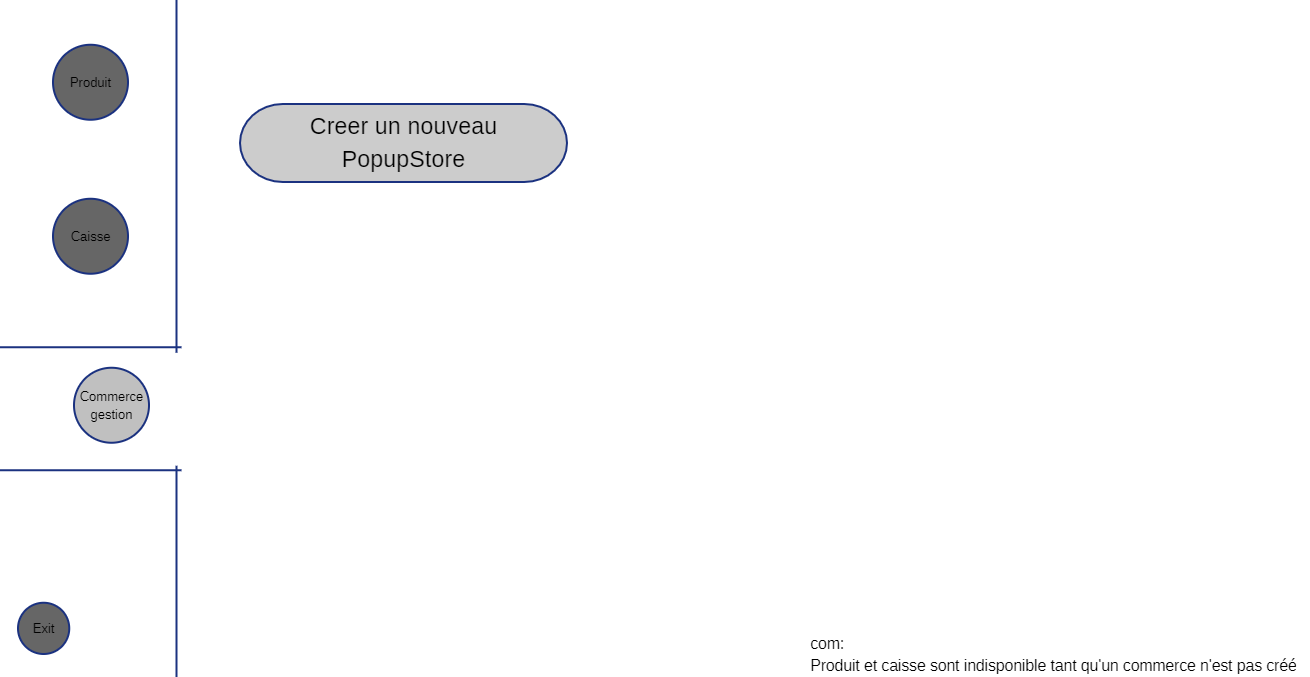 Produit
Creer un nouveau
PopupStore
Caisse
Commerce
gestion
Exit
com:
Produit et caisse sont indisponible tant qu'un commerce n'est pas créé